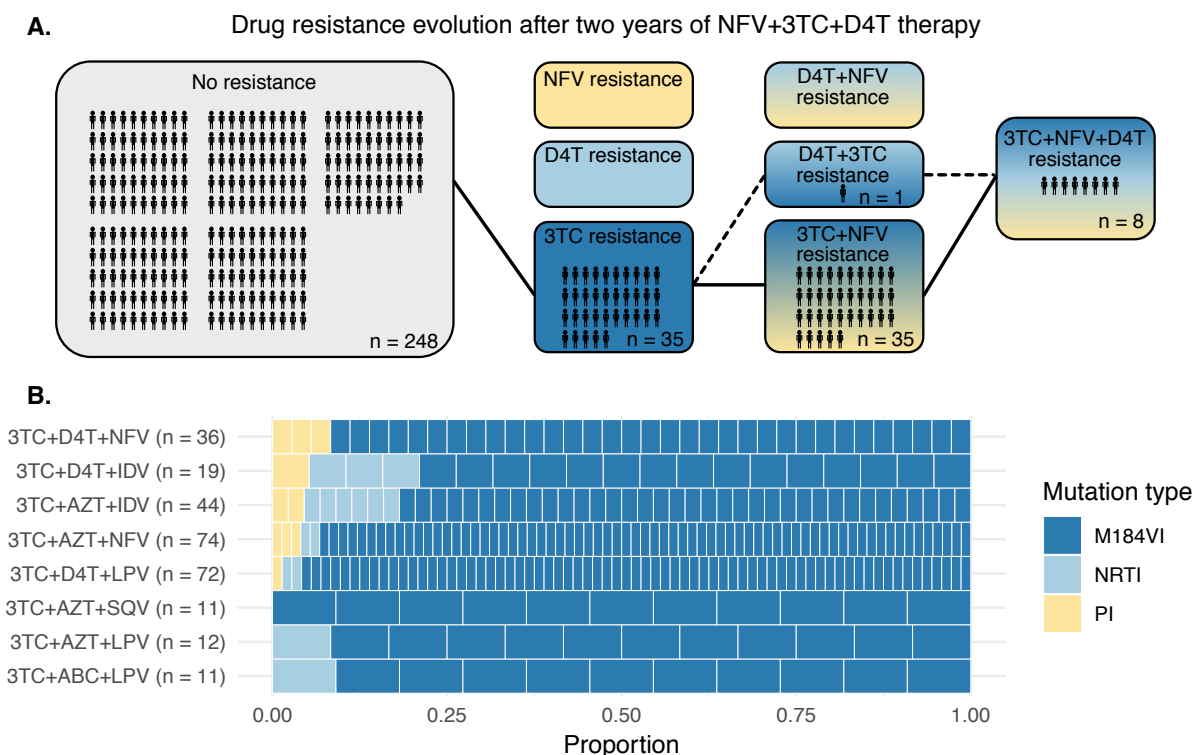 A.
Drug resistance evolution after two years of NFV+3TC+D4T therapy
No resistance
n = 248
NFV resistance
D4T resistance
3TC resistance
n = 35
D4T+NFV
resistance
D4T+3TC
resistance
n = 1
3TC+NFV
resistance
n = 35
3TC+NFV+D4T
resistance
n = 8
B.
3TC+D4T+NFV (n = 36)
3TC+D4T+IDV (n = 19)
3TC+AZT+IDV (n = 44)
3TC+AZT+NFV (n = 74)
3TC+D4T+LPV (n = 72)
3TC+AZT+SQV (n = 11)
3TC+AZT+LPV (n = 12)
3TC+ABC+LPV (n = 11)
0.00 0.25 0.50 0.75 1.00
Proportion
Mutation type
M184VI
NRTI
PI